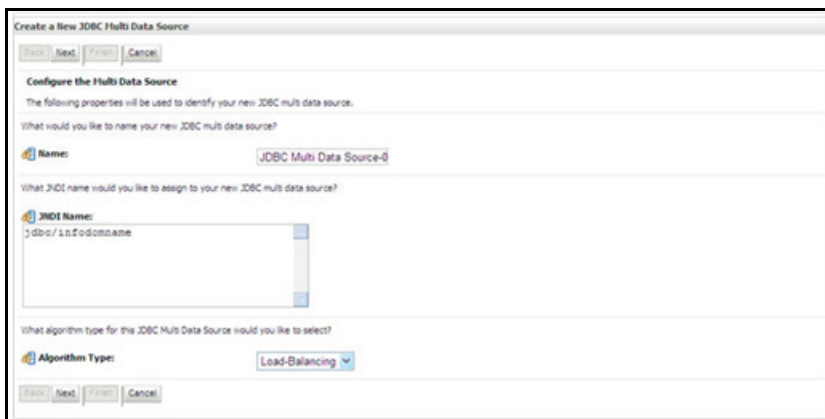 Create a New JDBC Multi Data Source
Back Next Finish Cancel
Configure the Multi Data Source
The following properties will be used to identify your new JDBC multi data source.
What would you like to name your new JDBC multi data source?
Name: JDBC Multi Data Source-0
What JNDI name would you like to assign to your new JDBC multi data source?
JNDI Name:
jdbc/infodomname
What algorithm type for this JDBC Multi Data Source would you like to select?
Algorithm Type: Load-Balancing
Back Next Finish Cancel